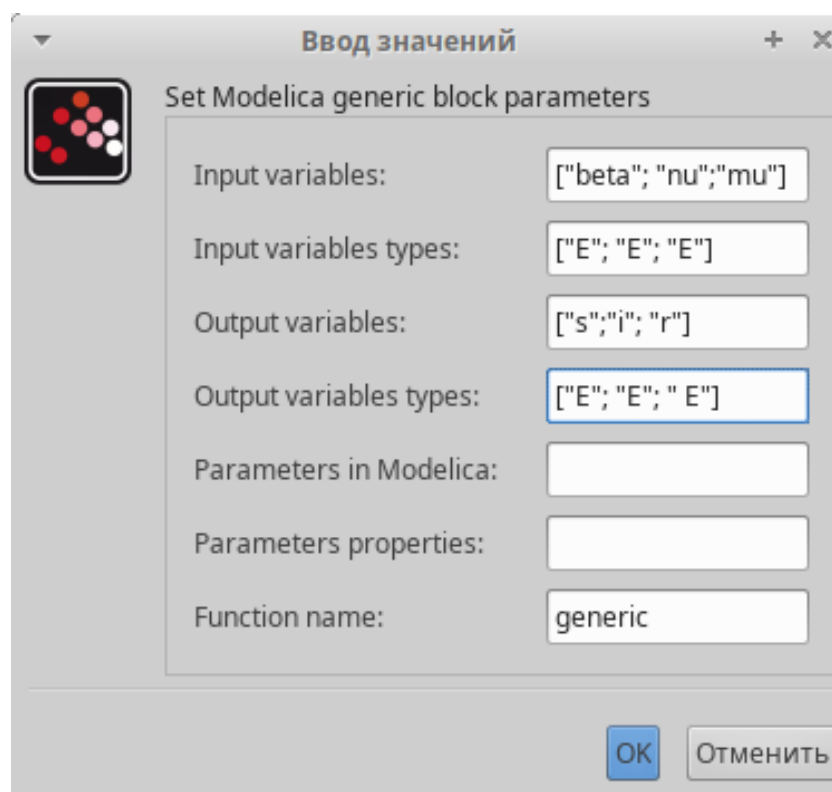 Ввод значений
Set Modelica generic block parameters
Input variables: ["beta"; "nu";"mu"]
Input variables types: ["E"; "E"; "E"]
Output variables: ["s";"i"; "r"]
Output variables types: ["E"; "E"; " E"]
Parameters in Modelica:
Parameters properties:
Function name: generic
OK Отменить